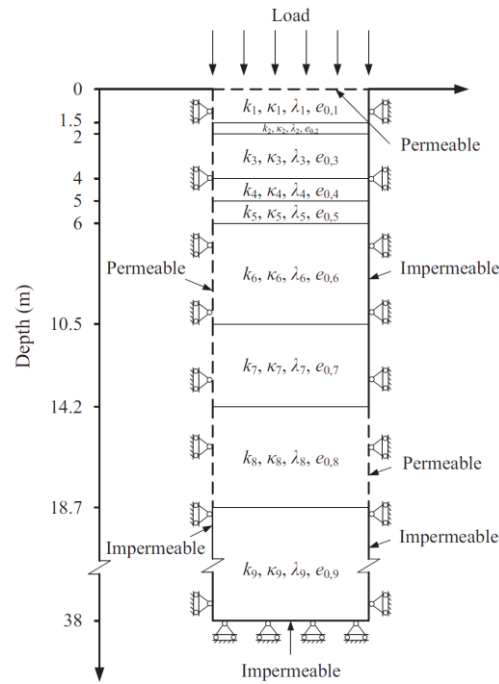 Load
0
k₁, κ₁, λ₁, e₀,₁
1.5
k₂, κ₂, λ₂, e₀,₂
2
Permeable
k₃, κ₃, λ₃, e₀,₃
4
k₄, κ₄, λ₄, e₀,₄
5
k₅, κ₅, λ₅, e₀,₅
6
Permeable
Impermeable
k₆, κ₆, λ₆, e₀,₆
Depth (m)
10.5
k₇, κ₇, λ₇, e₀,₇
14.2
k₈, κ₈, λ₈, e₀,₈
Permeable
18.7
Impermeable
Impermeable
k₉, κ₉, λ₉, e₀,₉
38
Impermeable